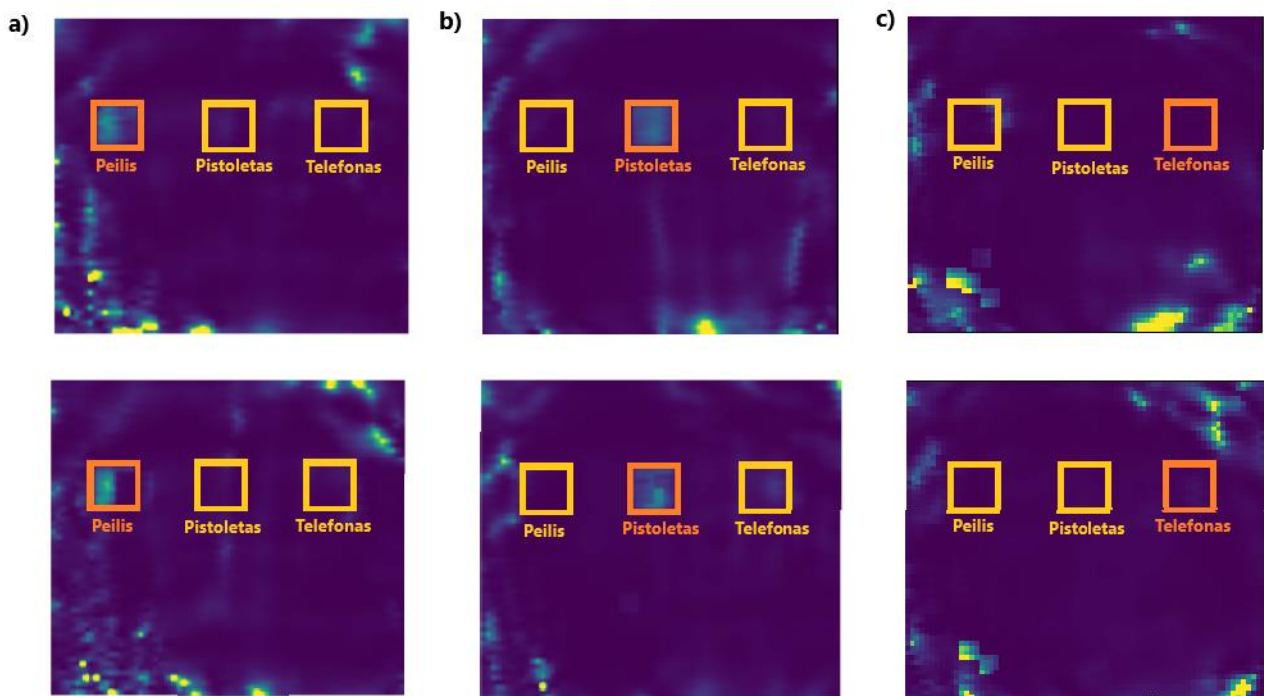 a)
b)
c)
Peilis
Pistoletas
Telefonas
Peilis
Pistoletas
Telefonas
Peilis
Pistoletas
Telefonas
Peilis
Pistoletas
Telefonas
Peilis
Pistoletas
Telefonas
Peilis
Pistoletas
Telefonas